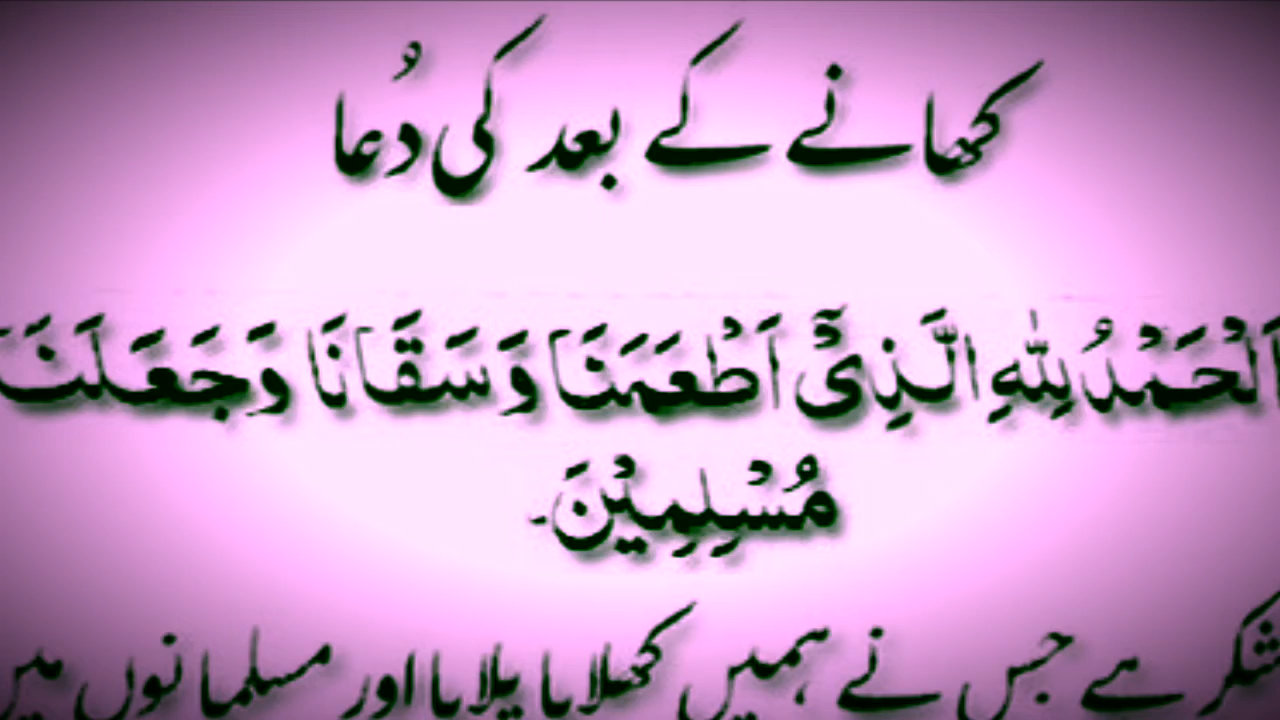 کھانے کے بعد کی دُعا
اَلْحَمْدُ لِلّٰهِ الَّذِیْٓ اَطْعَمَنَا وَسَقَانَا وَجَعَلَنَا
مُسْلِمِیْنَ۔
شکر ہے جس نے ہمیں کھلایا پلایا اور مسلمانوں میں